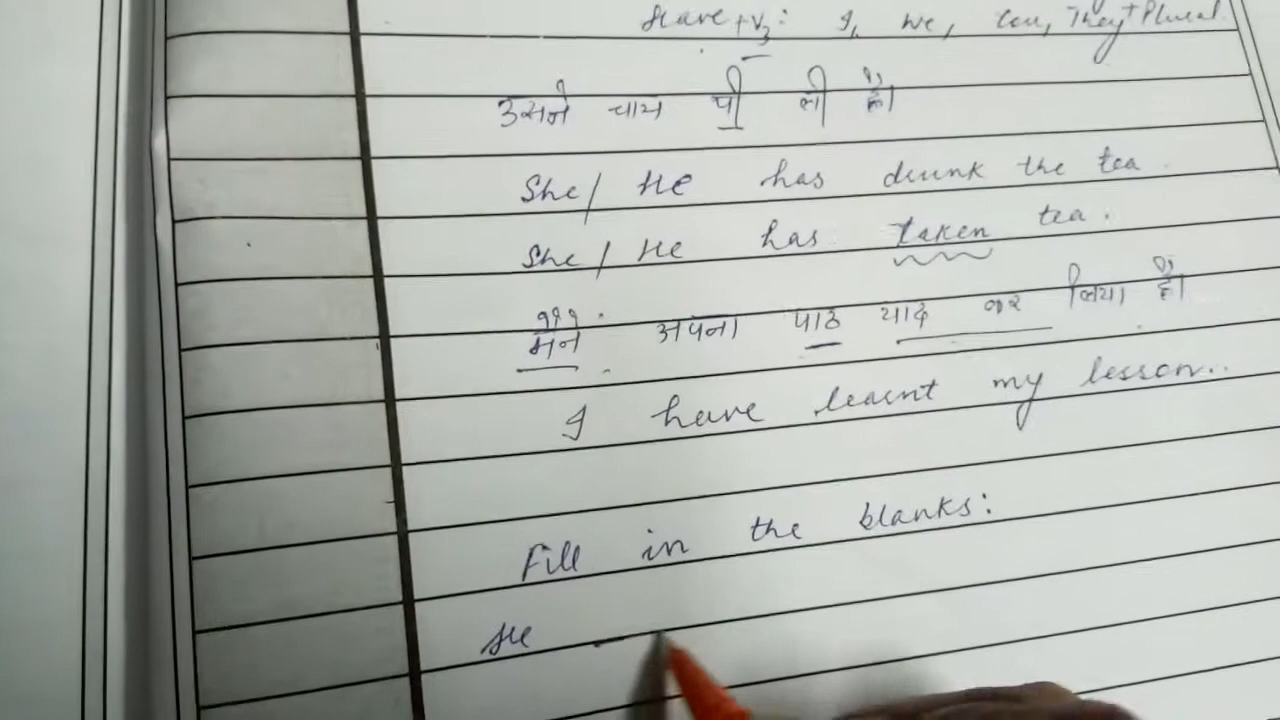 Have + V3: I, we, You, They + Plural
उसने चाय पी ली है।
She/ He has drunk the tea
She / He has taken tea.
मैंने अपना पाठ याद कर लिया है।
I have learnt my lesson..
Fill in the blanks:
He